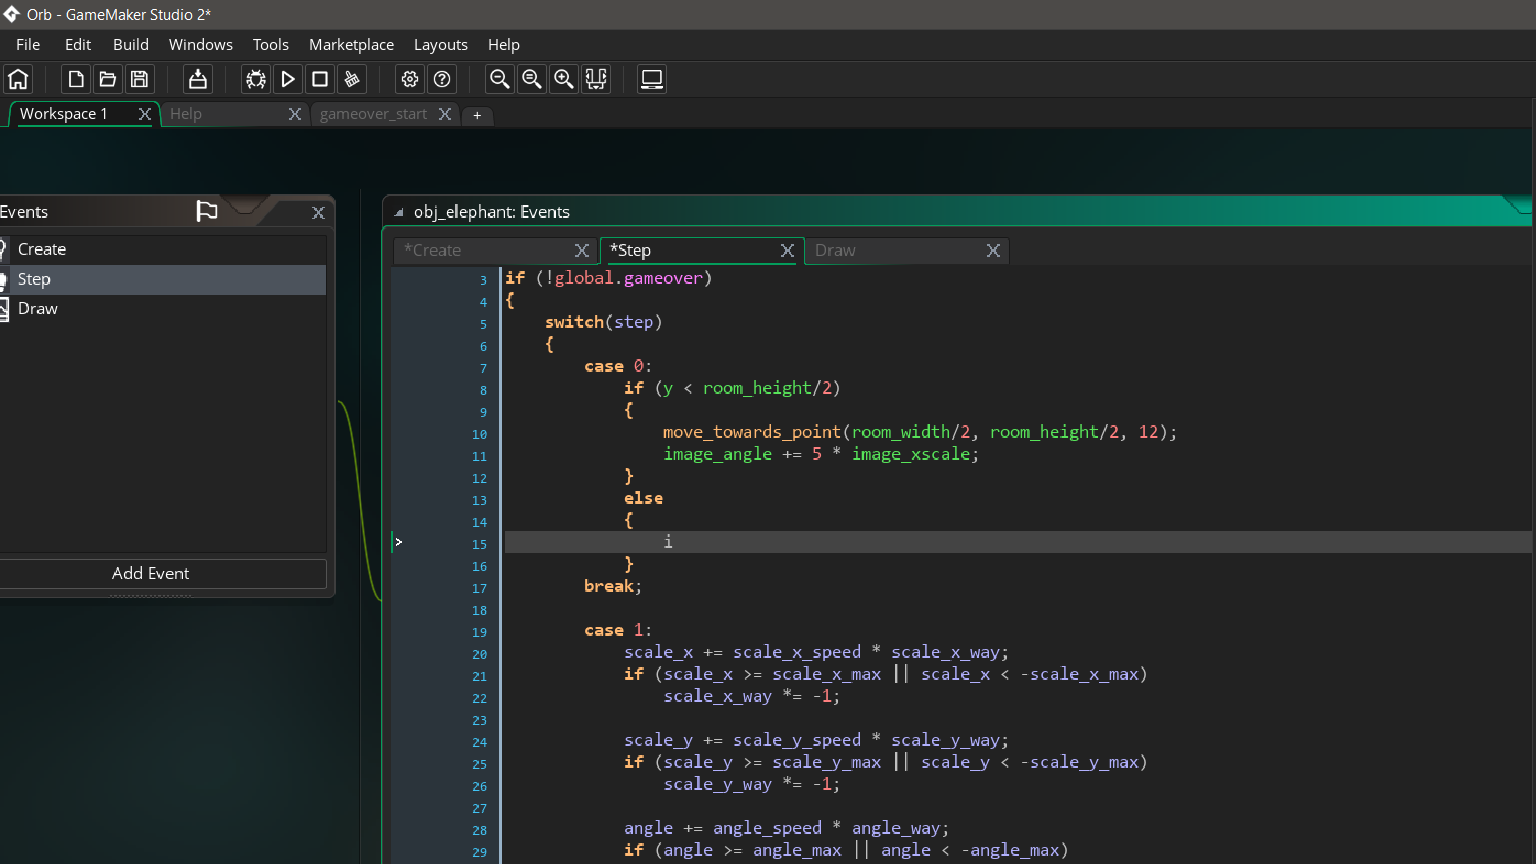 Orb - GameMaker Studio 2*
File Edit Build Windows Tools Marketplace Layouts Help
Workspace 1 X Help X gameover_start X +
Events X
Create
Step
Draw
Add Event
obj_elephant: Events
*Create X *Step X Draw X
3 if (!global.gameover)
4 {
5 switch(step)
6 {
7 case 0:
8 if (y < room_height/2)
9 {
10 move_towards_point(room_width/2, room_height/2, 12);
11 image_angle += 5 * image_xscale;
12 }
13 else
14 {
15 i
16 }
17 break;
18
19 case 1:
20 scale_x += scale_x_speed * scale_x_way;
21 if (scale_x >= scale_x_max || scale_x < -scale_x_max)
22 scale_x_way *= -1;
23
24 scale_y += scale_y_speed * scale_y_way;
25 if (scale_y >= scale_y_max || scale_y < -scale_y_max)
26 scale_y_way *= -1;
27
28 angle += angle_speed * angle_way;
29 if (angle >= angle_max || angle < -angle_max)